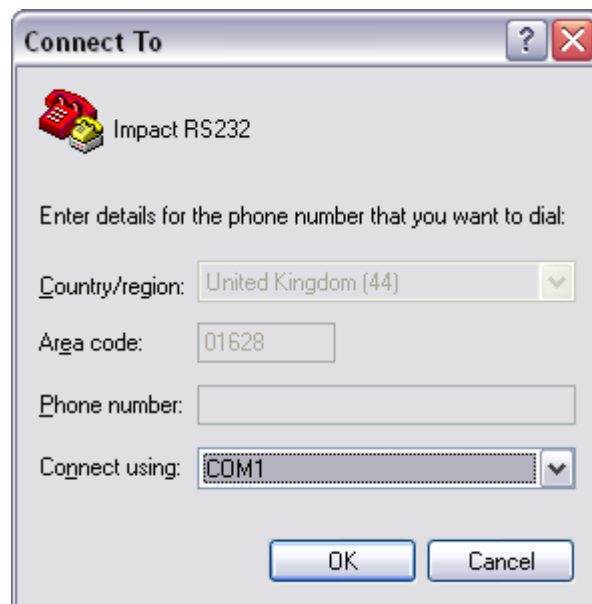 Connect To
Impact RS232
Enter details for the phone number that you want to dial:
Country/region: United Kingdom (44)
Area code: 01628
Phone number:
Connect using: COM1
OK Cancel